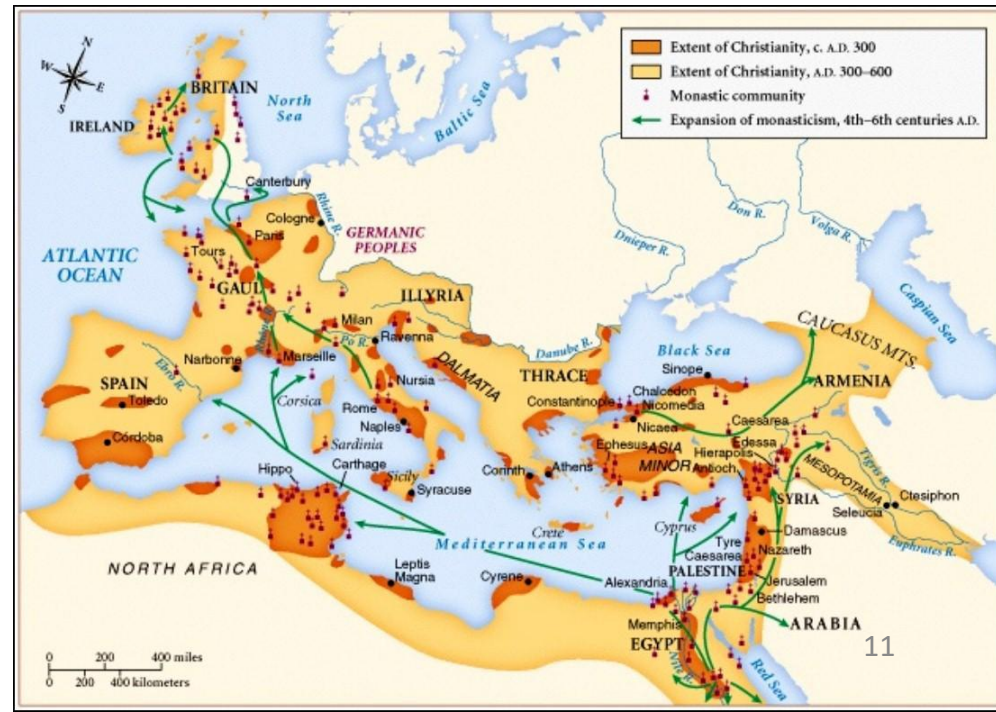 Extent of Christianity, c. A.D. 300
Extent of Christianity, A.D. 300–600
Monastic community
Expansion of monasticism, 4th–6th centuries A.D.
N
W
E
S
BRITAIN
North
Sea
Baltic Sea
IRELAND
Canterbury
Cologne
Rhine R.
GERMANIC
PEOPLES
Paris
Tours
ATLANTIC
OCEAN
GAUL
Don R.
Dnieper R.
Volga R.
Caspian Sea
ILLYRIA
Milan
Po R.
Ravenna
Danube R.
Black Sea
CAUCASUS MTS.
Narbonne
Marseille
DALMATIA
THRACE
Sinope
ARMENIA
SPAIN
Ebro R.
Toledo
Corsica
Nursia
Rome
Naples
Constantinople
Chalcedon
Nicomedia
Nicaea
Caesarea
Córdoba
Sardinia
Ephesus
ASIA
MINOR
Edessa
Hierapolis
Antioch
Tigris R.
MESOPOTAMIA
Hippo
Carthage
Sicily
Syracuse
Corinth
Athens
SYRIA
Ctesiphon
Seleucia
Euphrates R.
Crete
Cyprus
Mediterranean Sea
Damascus
Tyre
Caesarea
Nazareth
PALESTINE
NORTH AFRICA
Leptis
Magna
Cyrene
Alexandria
Jerusalem
Bethlehem
Memphis
EGYPT
ARABIA
11
Nile R.
Red Sea
0 200 400 miles
0 200 400 kilometers